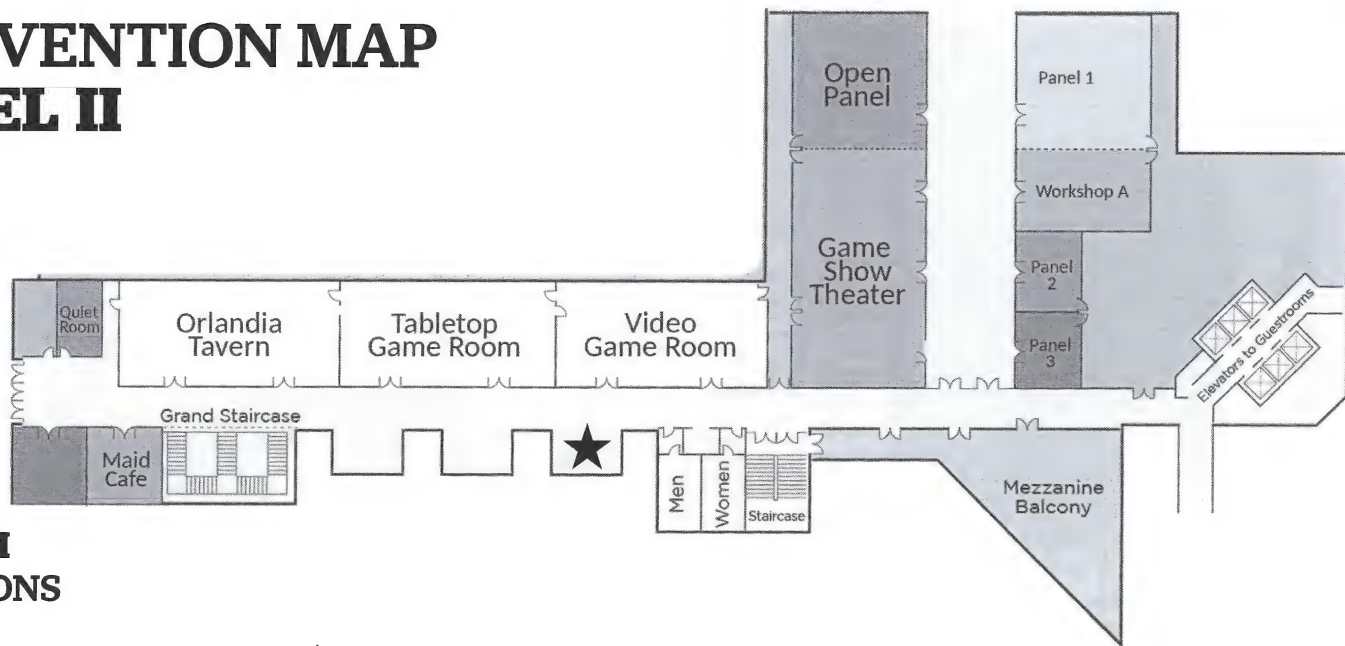 VENTION MAP
EL II
Open
Panel
Panel 1
Workshop A
Game
Show
Theater
Panel
2
Panel
3
Elevators to Guestrooms
Quiet
Room
Orlandia
Tavern
Tabletop
Game Room
Video
Game Room
Grand Staircase
Maid
Cafe
Men
Women
Staircase
Mezzanine
Balcony
ONS